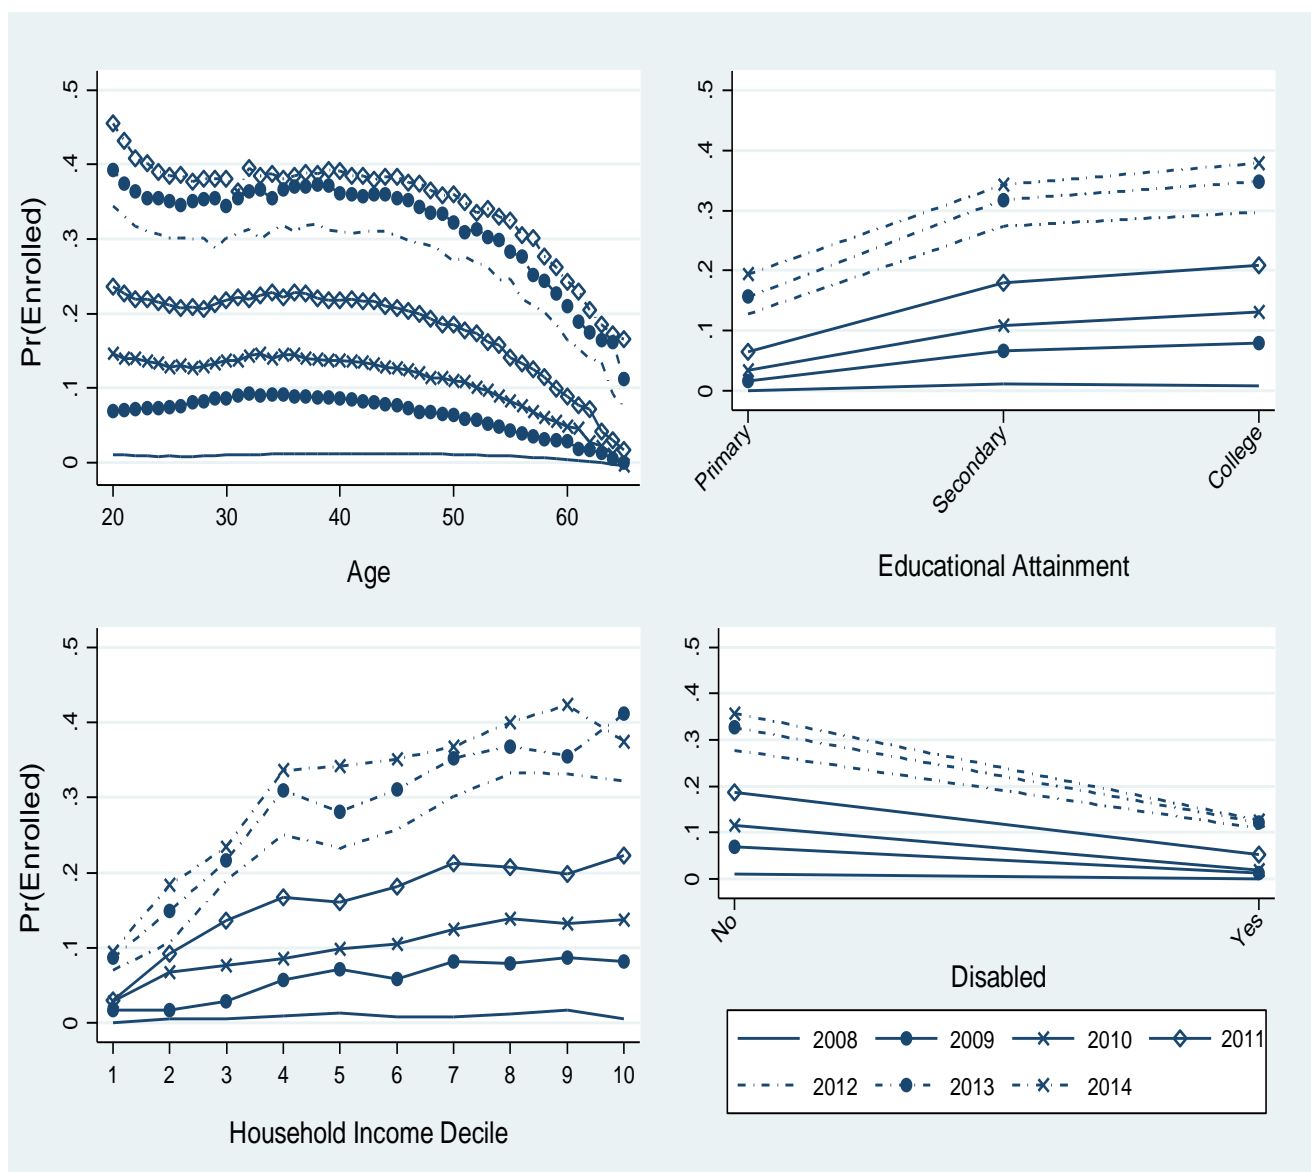 Pr(Enrolled)
.5
.4
.3
.2
.1
0
20 30 40 50 60
Age
.5
.4
.3
.2
.1
0
Primary Secondary College
Educational Attainment
Pr(Enrolled)
.5
.4
.3
.2
.1
0
1 2 3 4 5 6 7 8 9 10
Household Income Decile
.5
.4
.3
.2
.1
0
No Yes
Disabled
2008 2009 2010 2011
2012 2013 2014